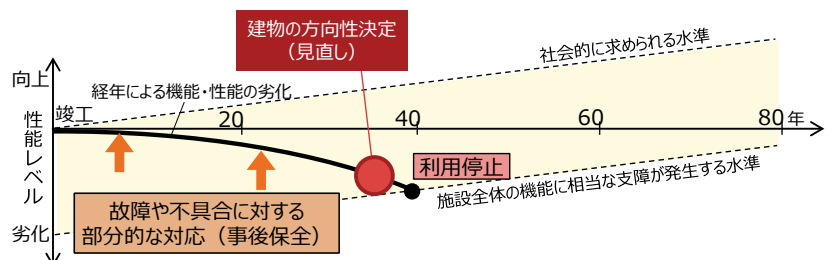 建物の方向性決定
（見直し）
社会的に求められる水準
向上
経年による機能・性能の劣化
竣工
20
40
60
80年
性能レベル
利用停止
施設全体の機能に相当な支障が発生する水準
故障や不具合に対する
部分的な対応（事後保全）
劣化